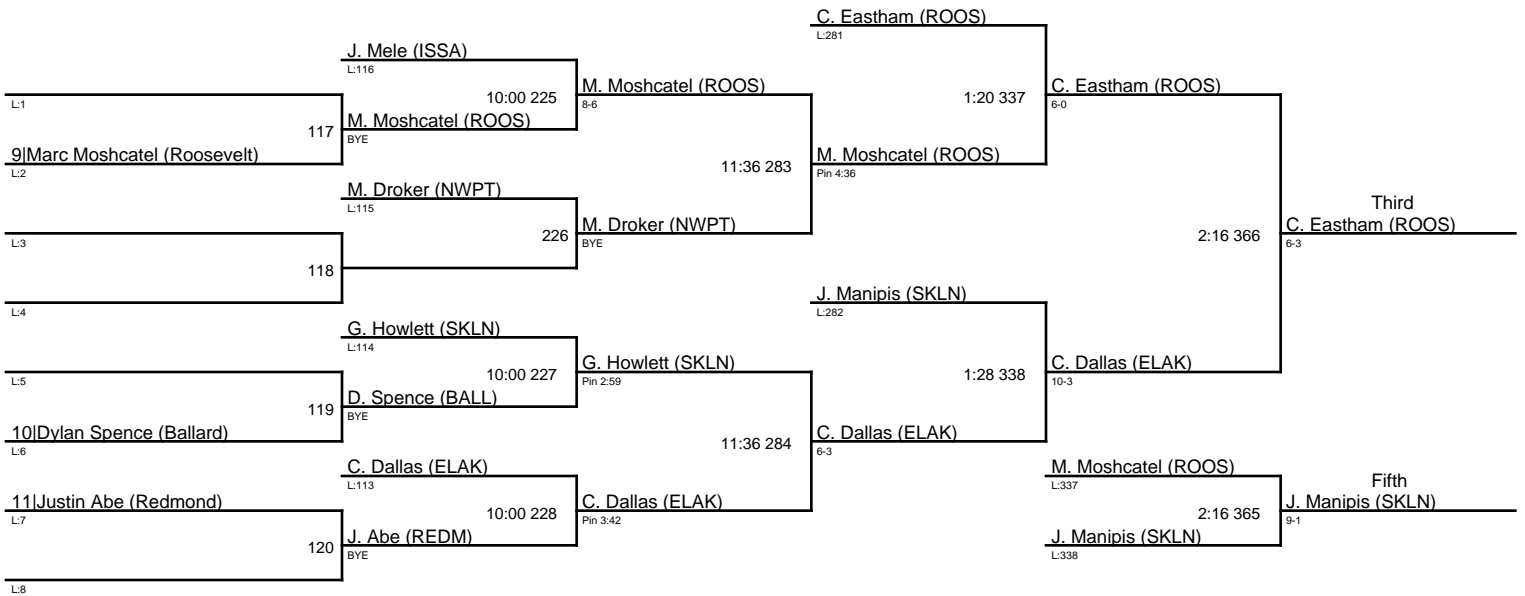 C. Eastham (ROOS)
L:281
J. Mele (ISSA)
L:116
10:00 225
M. Moshcatel (ROOS)
8-6
1:20 337
C. Eastham (ROOS)
6-0
L:1
117
M. Moshcatel (ROOS)
BYE
9|Marc Moshcatel (Roosevelt)
L:2
11:36 283
M. Moshcatel (ROOS)
Pin 4:36
M. Droker (NWPT)
L:115
226
M. Droker (NWPT)
BYE
L:3
118
L:4
2:16 366
Third
C. Eastham (ROOS)
6-3
J. Manipis (SKLN)
L:282
G. Howlett (SKLN)
L:114
10:00 227
G. Howlett (SKLN)
Pin 2:59
1:28 338
C. Dallas (ELAK)
10-3
L:5
119
D. Spence (BALL)
BYE
10|Dylan Spence (Ballard)
L:6
11:36 284
C. Dallas (ELAK)
6-3
C. Dallas (ELAK)
L:113
M. Moshcatel (ROOS)
L:337
11|Justin Abe (Redmond)
L:7
10:00 228
C. Dallas (ELAK)
Pin 3:42
2:16 365
Fifth
J. Manipis (SKLN)
9-1
120
J. Abe (REDM)
BYE
J. Manipis (SKLN)
L:338
L:8